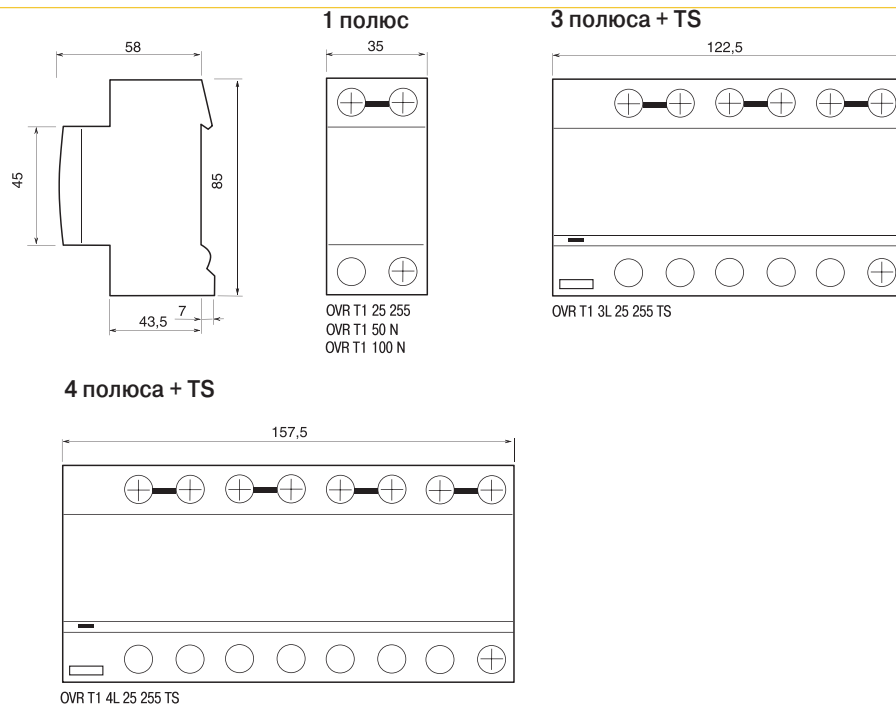 1 полюс
3 полюса + TS
58
35
122,5
45
85
7
43,5
OVR T1 25 255
OVR T1 50 N
OVR T1 100 N
OVR T1 3L 25 255 TS
4 полюса + TS
157,5
OVR T1 4L 25 255 TS